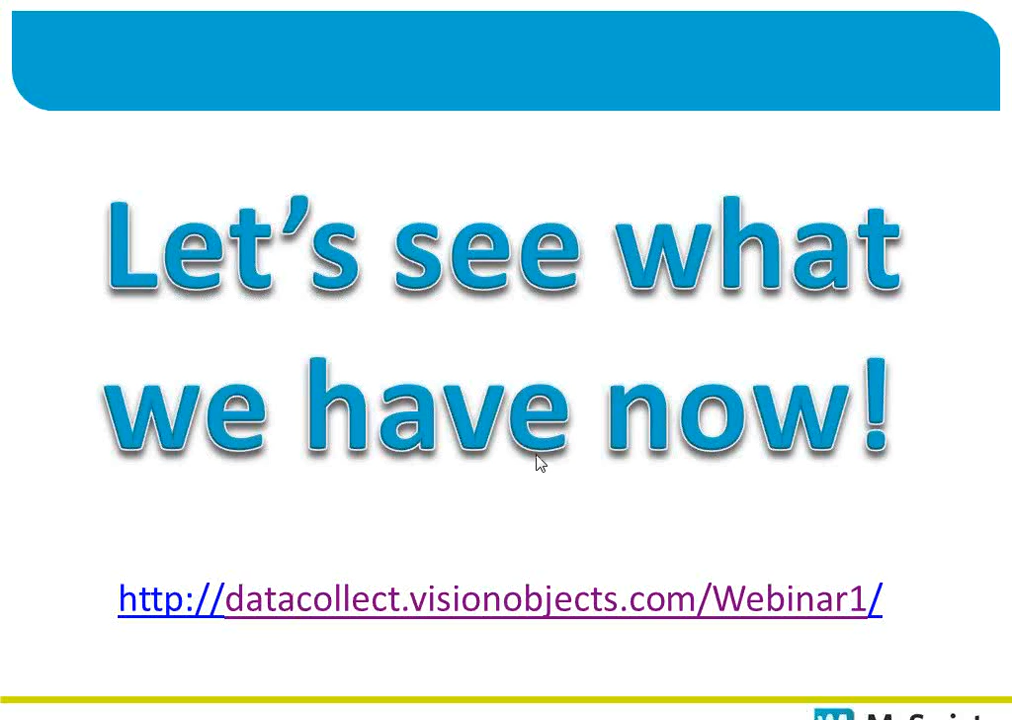 Let’s see what
we have now!
http://datacollect.visionobjects.com/Webinar1/